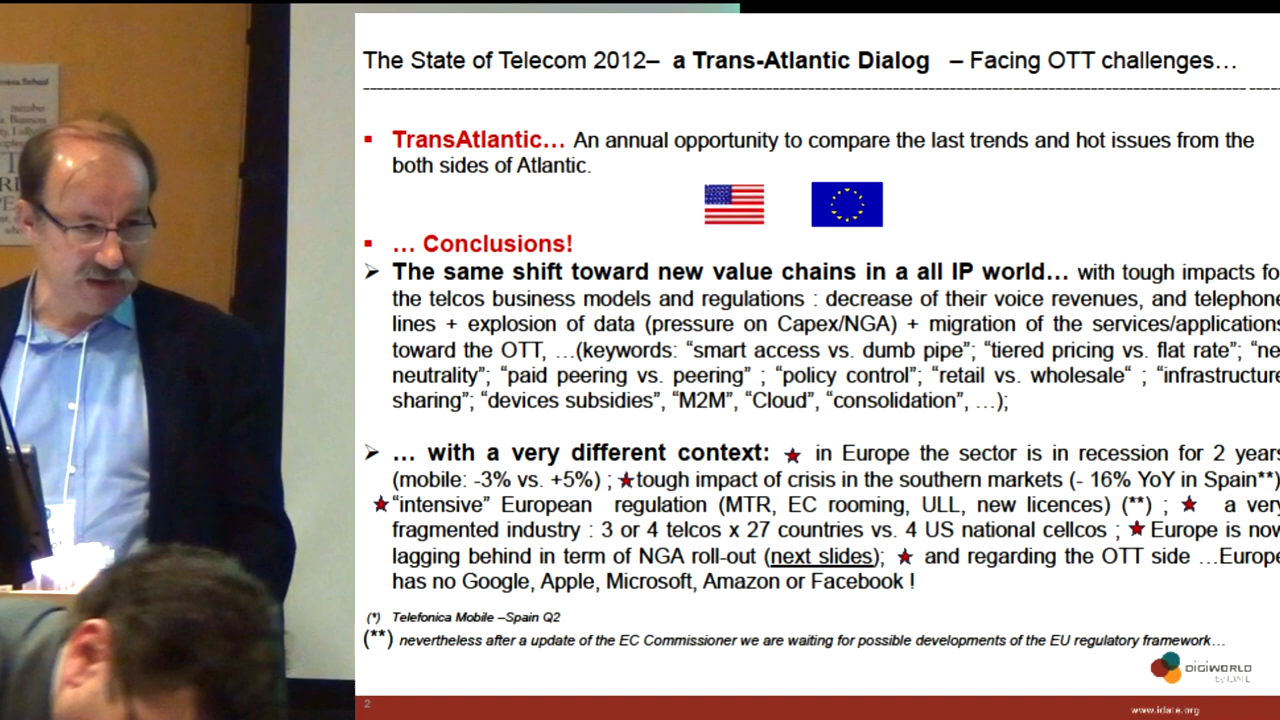 The State of Telecom 2012– a Trans-Atlantic Dialog – Facing OTT challenges…
TransAtlantic… An annual opportunity to compare the last trends and hot issues from the
both sides of Atlantic.
… Conclusions!
The same shift toward new value chains in a all IP world… with tough impacts fo
the telcos business models and regulations : decrease of their voice revenues, and telephone
lines + explosion of data (pressure on Capex/NGA) + migration of the services/applications
toward the OTT, …(keywords: “smart access vs. dumb pipe”; “tiered pricing vs. flat rate”; “ne
neutrality”; “paid peering vs. peering” ; “policy control”; “retail vs. wholesale“ ; “infrastructure
sharing”; “devices subsidies”, “M2M”, “Cloud”, “consolidation”, …);
… with a very different context: ★ in Europe the sector is in recession for 2 years
(mobile: -3% vs. +5%) ; ★tough impact of crisis in the southern markets (- 16% YoY in Spain**)
★“intensive” European regulation (MTR, EC rooming, ULL, new licences) (**) ; ★ a very
fragmented industry : 3 or 4 telcos x 27 countries vs. 4 US national cellcos ; ★Europe is now
lagging behind in term of NGA roll-out (next slides); ★ and regarding the OTT side …Europe
has no Google, Apple, Microsoft, Amazon or Facebook !
(*) Telefonica Mobile –Spain Q2
(**) nevertheless after a update of the EC Commissioner we are waiting for possible developments of the EU regulatory framework…
DIGIWORLD
by IDATE
2
www.idate.org
member